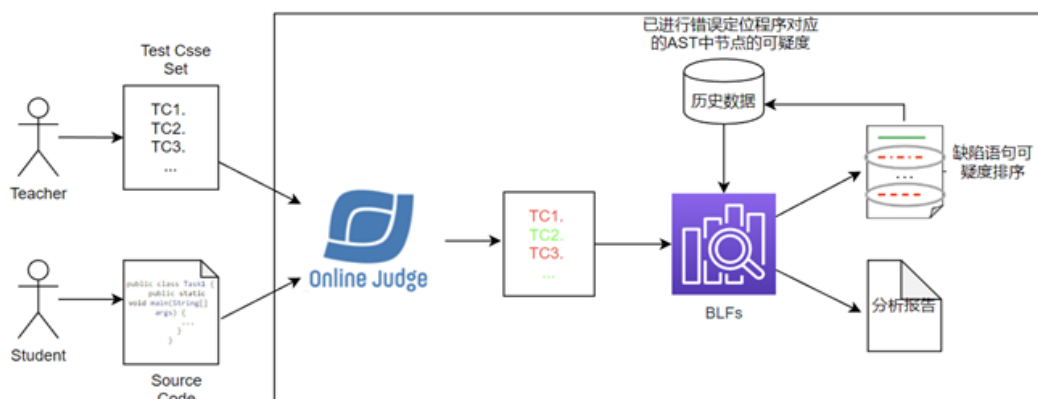 Test Csse
Set
TC1.
TC2.
TC3.
...
Teacher
public class Task1 {
public static
void main(String[]
args) {
...
}
}
Student
Source
Code
Online Judge
TC1.
TC2.
TC3.
...
已进行错误定位程序对应
的AST中节点的可疑度
历史数据
BLFs
...
缺陷语句可
疑度排序
分析报告